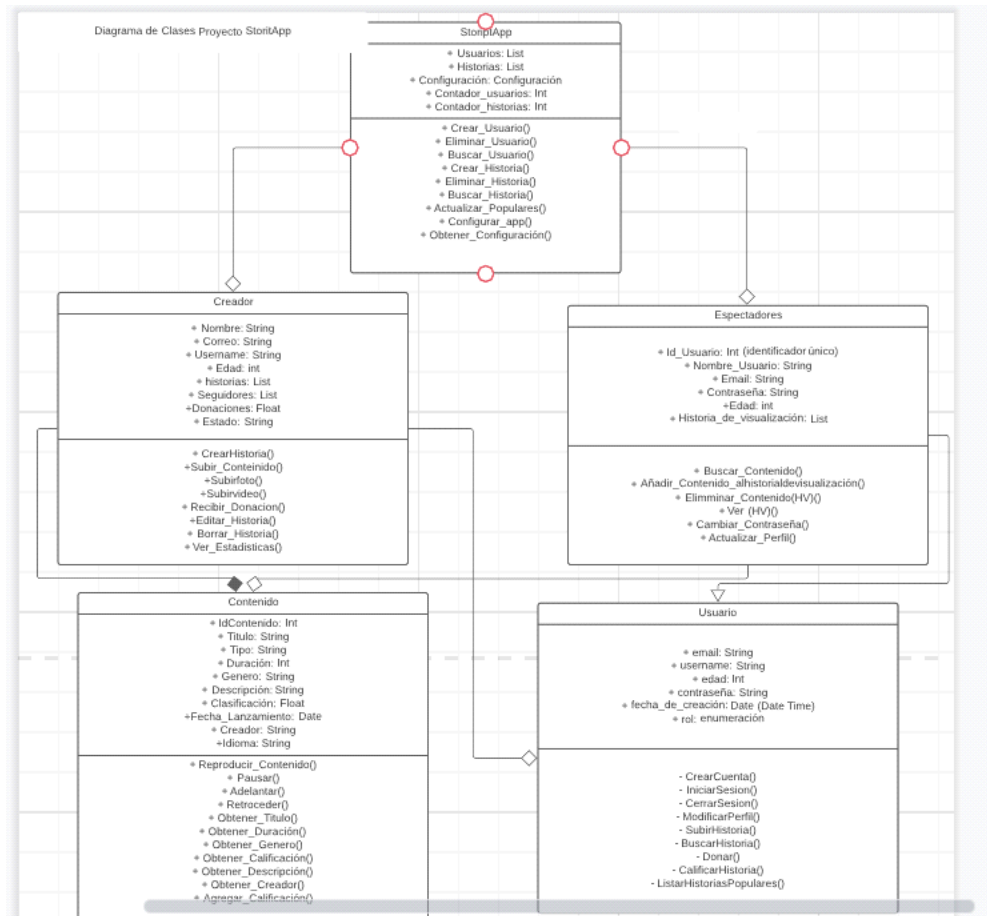 Diagrama de Clases Proyecto StoritApp
StoriptApp
+ Usuarios: List
+ Historias: List
+ Configuración: Configuración
+ Contador_usuarios: Int
+ Contador_historias: Int
+ Crear_Usuario()
+ Eliminar_Usuario()
+ Buscar_Usuario()
+ Crear_Historia()
+ Eliminar_Historia()
+ Buscar_Historia()
+ Actualizar_Populares()
+ Configurar_app()
+ Obtener_Configuración()
Creador
+ Nombre: String
+ Correo: String
+ Username: String
+ Edad: int
+ historias: List
+ Seguidores: List
+Donaciones: Float
+ Estado: String
+ CrearHistoria()
+Subir_Conteinido()
+Subirfoto()
+Subirvideo()
+ Recibir_Donacion()
+Editar_Historia()
+ Borrar_Historia()
+ Ver_Estadisticas()
Espectadores
+ Id_Usuario: Int (identificador único)
+ Nombre_Usuario: String
+ Email: String
+ Contraseña: String
+Edad: int
+ Historia_de_visualización: List
+ Buscar_Contenido()
+ Añadir_Contenido_alhistorialdevisualización()
+ Elimminar_Contenido(HV)()
+ Ver (HV)()
+ Cambiar_Contraseña()
+ Actualizar_Perfil()
Contenido
+ IdContenido: Int
+ Titulo: String
+ Tipo: String
+ Duración: Int
+ Genero: String
+ Descripción: String
+ Clasificación: Float
+Fecha_Lanzamiento: Date
+ Creador: String
+Idioma: String
+ Reproducir_Contenido()
+ Pausar()
+ Adelantar()
+ Retroceder()
+ Obtener_Titulo()
+ Obtener_Duración()
+ Obtener_Genero()
+ Obtener_Calificación()
+ Obtener_Descripción()
+ Obtener_Creador()
+ Agregar_Calificación()
Usuario
+ email: String
+ username: String
+ edad: Int
+ contraseña: String
+ fecha_de_creación: Date (Date Time)
+ rol: enumeración
- CrearCuenta()
- IniciarSesion()
- CerrarSesion()
- ModificarPerfil()
- SubirHistoria()
- BuscarHistoria()
- Donar()
- CalificarHistoria()
- ListarHistoriasPopulares()